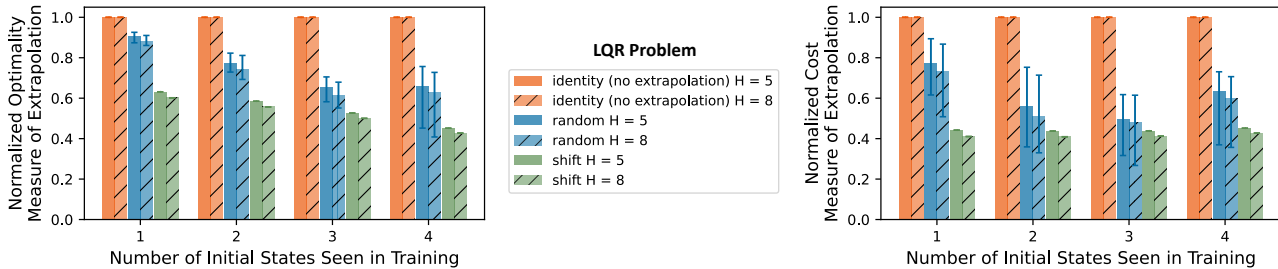 Normalized Optimality
Measure of Extrapolation
1.0
0.8
0.6
0.4
0.2
0.0
1
2
3
4
Number of Initial States Seen in Training
LQR Problem
identity (no extrapolation) H = 5
identity (no extrapolation) H = 8
random H = 5
random H = 8
shift H = 5
shift H = 8
Normalized Cost
Measure of Extrapolation
1.0
0.8
0.6
0.4
0.2
0.0
1
2
3
4
Number of Initial States Seen in Training